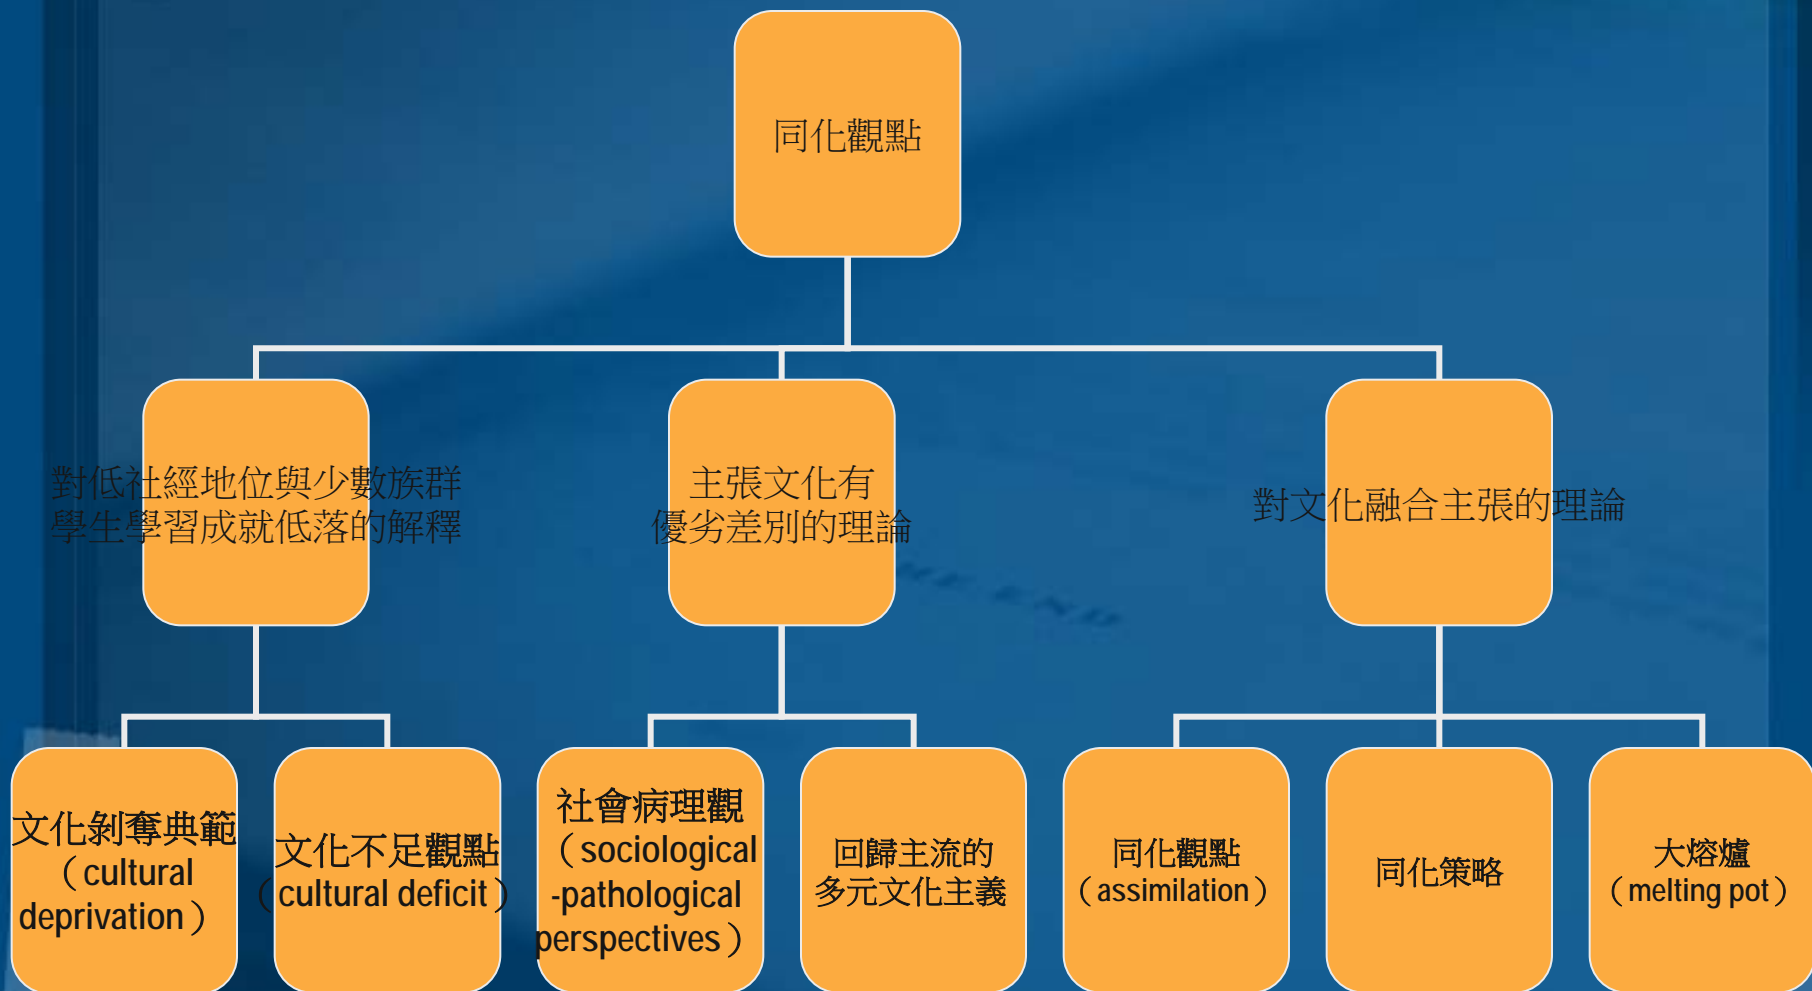 同化觀點
對低社經地位與少數族群
學生學習成就低落的解釋
主張文化有
優劣差別的理論
對文化融合主張的理論
文化剝奪典範
（cultural
deprivation）
文化不足觀點
（cultural deficit）
社會病理觀
（sociological
-pathological
perspectives）
回歸主流的
多元文化主義
同化觀點
（assimilation）
同化策略
大熔爐
（melting pot）